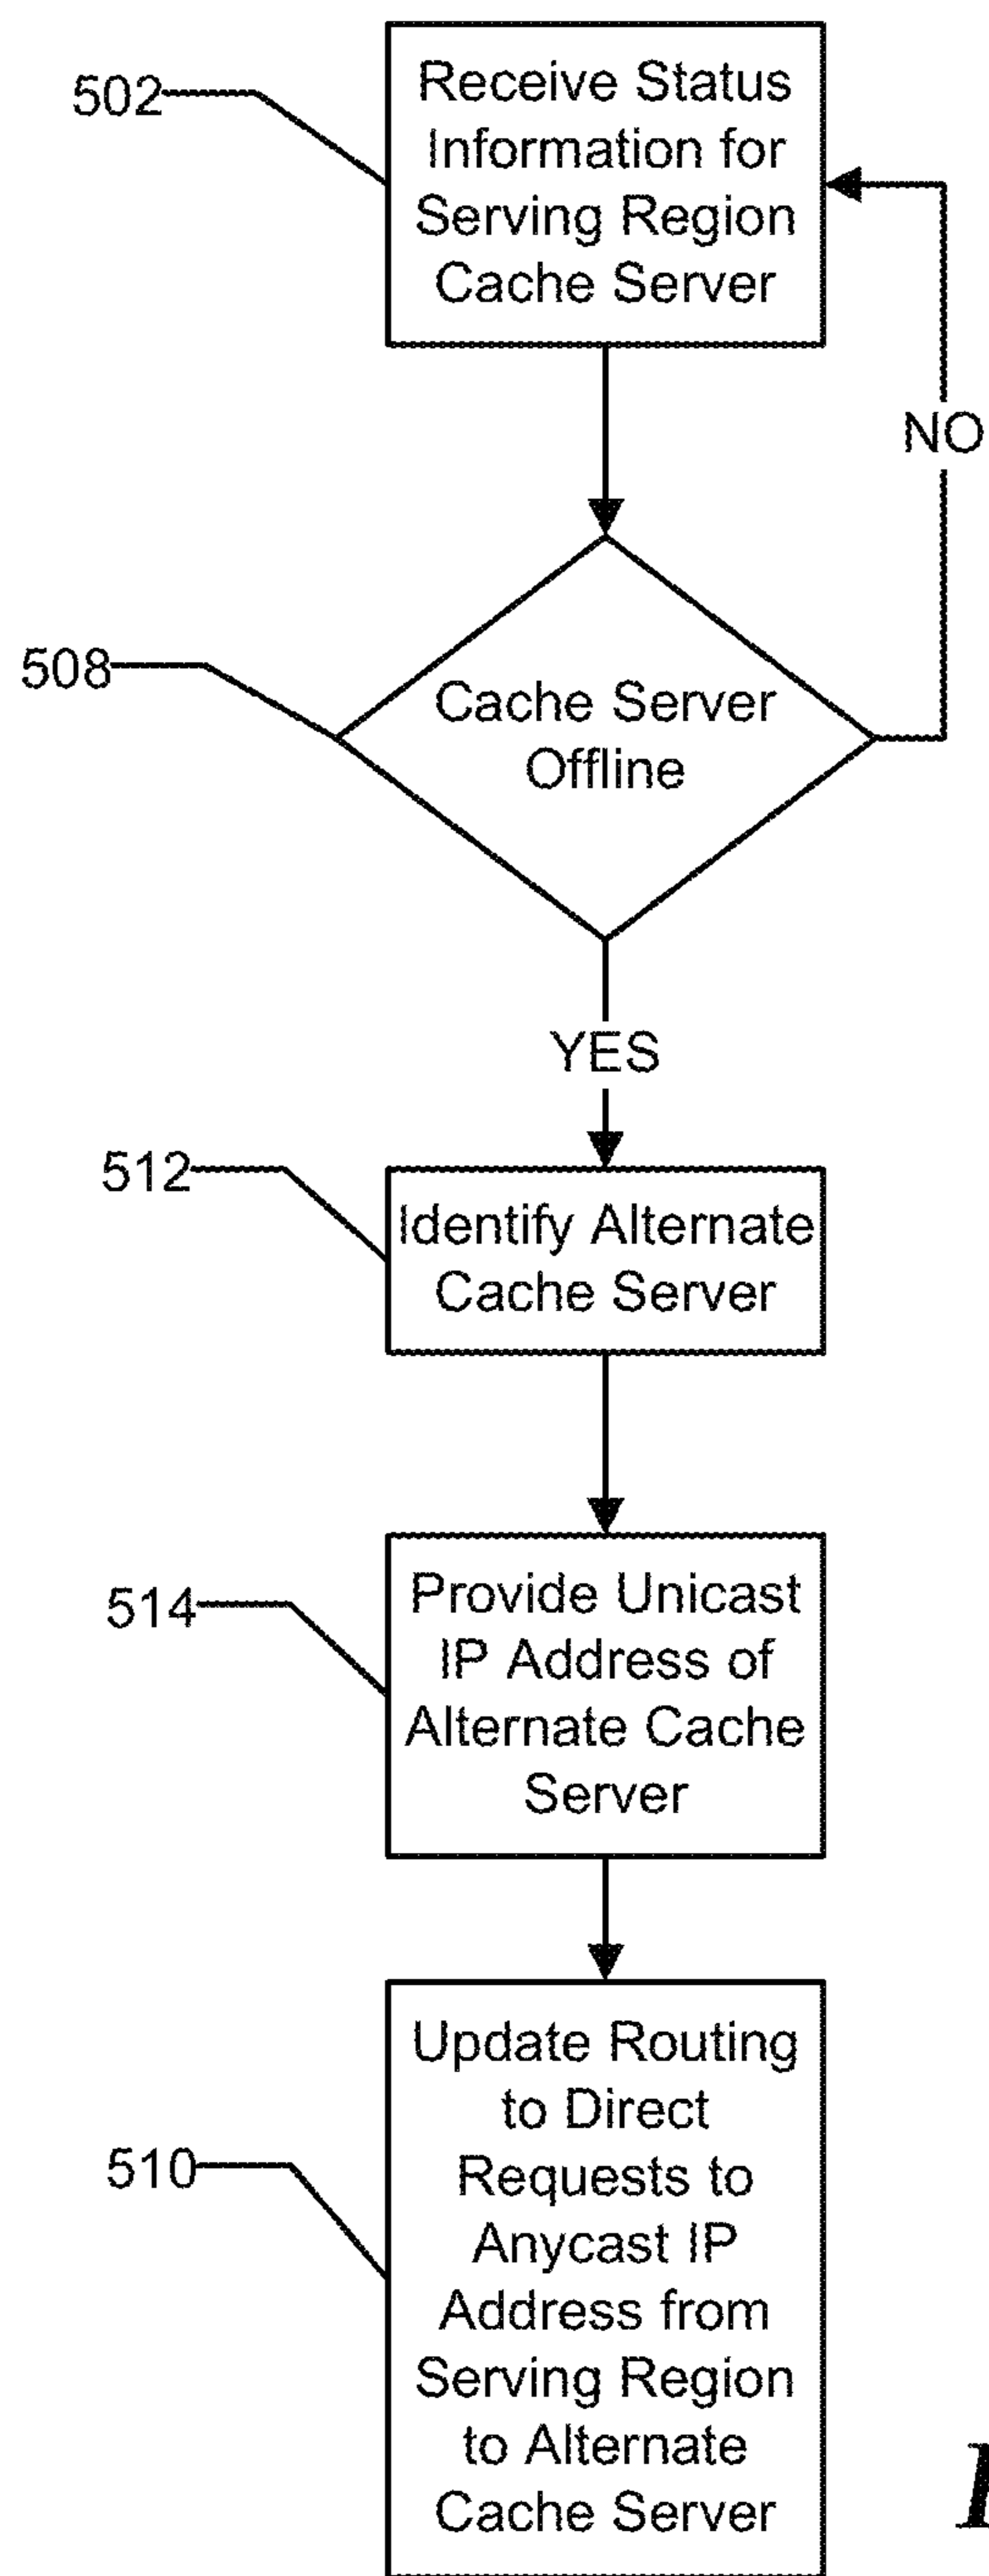 502
Receive Status
Information for
Serving Region
Cache Server
NO
508
Cache Server
Offline
YES
512
Identify Alternate
Cache Server
514
Provide Unicast
IP Address of
Alternate Cache
Server
510
Update Routing
to Direct
Requests to
Anycast IP
Address from
Serving Region
to Alternate
Cache Server